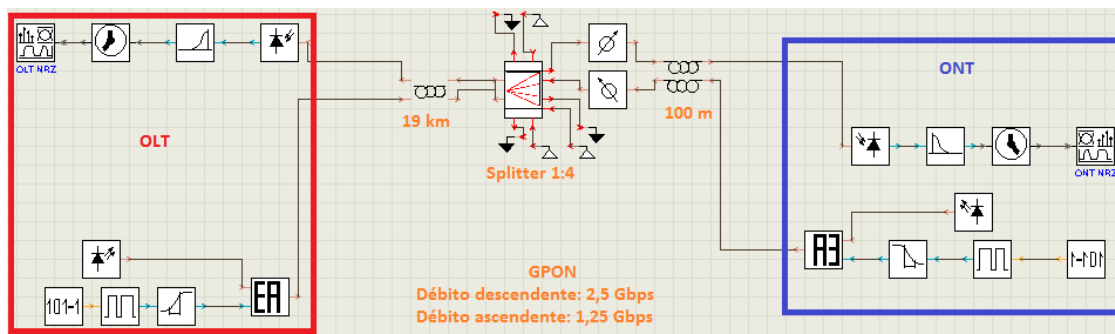 OLT NRZ
19 km
OLT
Splitter 1:4
100 m
ONT
ONT NRZ
101-1
EA
GPON
Débito descendente: 2,5 Gbps
Débito ascendente: 1,25 Gbps